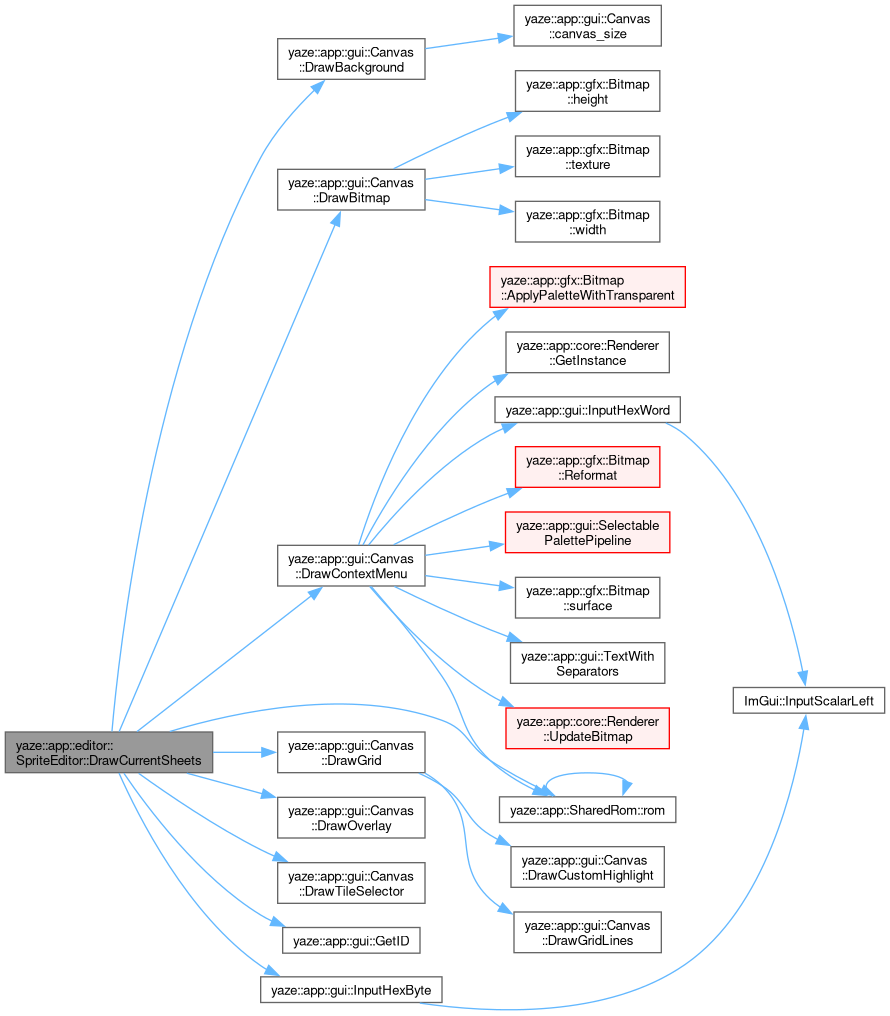 yaze::app::gui::Canvas
::canvas_size
yaze::app::gui::Canvas
::DrawBackground
yaze::app::gfx::Bitmap
::height
yaze::app::gfx::Bitmap
::texture
yaze::app::gui::Canvas
::DrawBitmap
yaze::app::gfx::Bitmap
::width
yaze::app::gfx::Bitmap
::ApplyPaletteWithTransparent
yaze::app::core::Renderer
::GetInstance
yaze::app::gui::InputHexWord
yaze::app::gfx::Bitmap
::Reformat
yaze::app::gui::Selectable
PalettePipeline
yaze::app::gui::Canvas
::DrawContextMenu
yaze::app::gfx::Bitmap
::surface
yaze::app::gui::TextWith
Separators
ImGui::InputScalarLeft
yaze::app::core::Renderer
::UpdateBitmap
yaze::app::editor::
SpriteEditor::DrawCurrentSheets
yaze::app::gui::Canvas
::DrawGrid
yaze::app::SharedRom::rom
yaze::app::gui::Canvas
::DrawOverlay
yaze::app::gui::Canvas
::DrawCustomHighlight
yaze::app::gui::Canvas
::DrawTileSelector
yaze::app::gui::Canvas
::DrawGridLines
yaze::app::gui::GetID
yaze::app::gui::InputHexByte